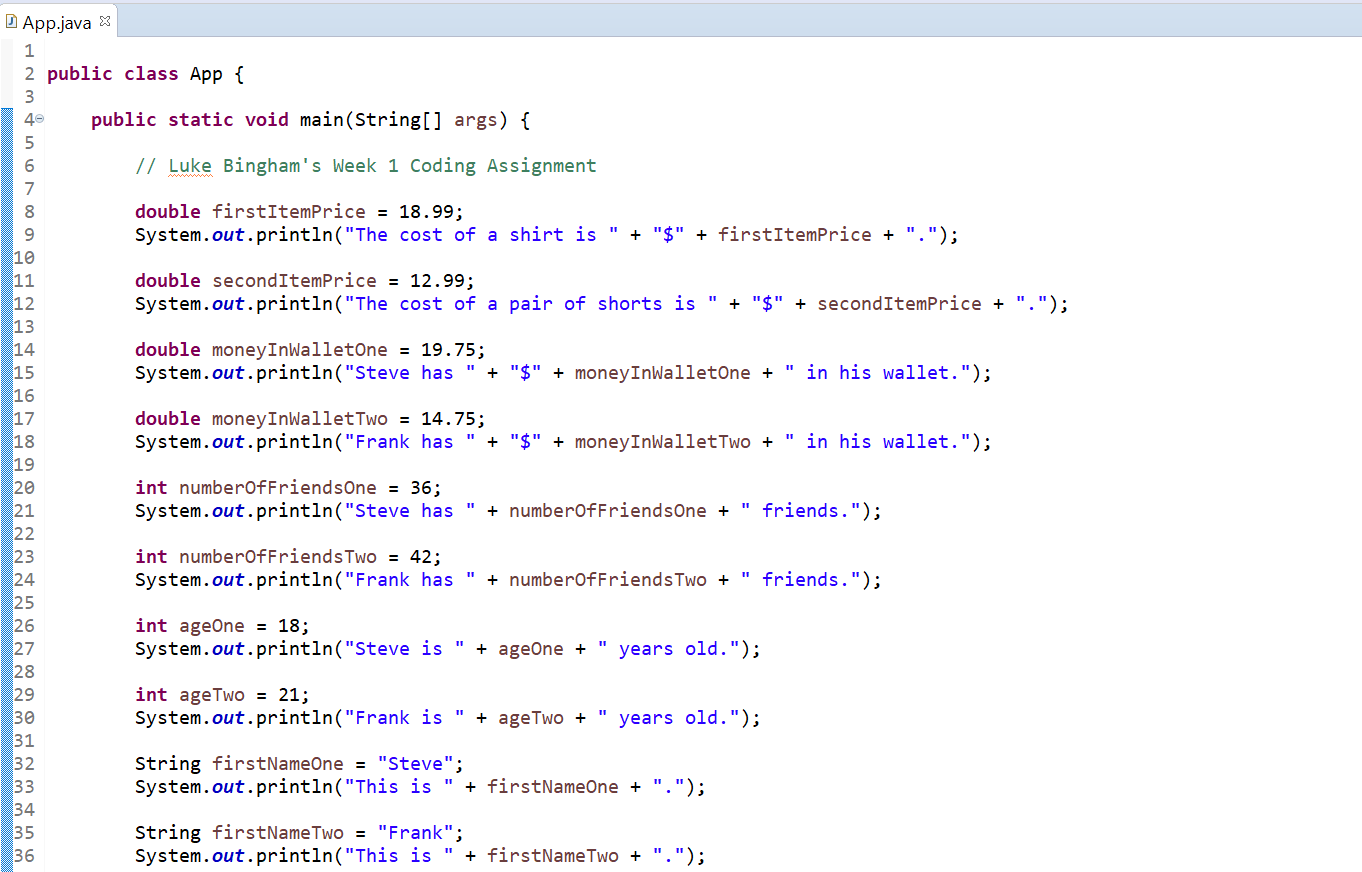 App.java
1
2 public class App {
3
4 public static void main(String[] args) {
5
6 // Luke Bingham's Week 1 Coding Assignment
7
8 double firstItemPrice = 18.99;
9 System.out.println("The cost of a shirt is " + "$" + firstItemPrice + ".");
10
11 double secondItemPrice = 12.99;
12 System.out.println("The cost of a pair of shorts is " + "$" + secondItemPrice + ".");
13
14 double moneyInWalletOne = 19.75;
15 System.out.println("Steve has " + "$" + moneyInWalletOne + " in his wallet.");
16
17 double moneyInWalletTwo = 14.75;
18 System.out.println("Frank has " + "$" + moneyInWalletTwo + " in his wallet.");
19
20 int numberOfFriendsOne = 36;
21 System.out.println("Steve has " + numberOfFriendsOne + " friends.");
22
23 int numberOfFriendsTwo = 42;
24 System.out.println("Frank has " + numberOfFriendsTwo + " friends.");
25
26 int ageOne = 18;
27 System.out.println("Steve is " + ageOne + " years old.");
28
29 int ageTwo = 21;
30 System.out.println("Frank is " + ageTwo + " years old.");
31
32 String firstNameOne = "Steve";
33 System.out.println("This is " + firstNameOne + ".");
34
35 String firstNameTwo = "Frank";
36 System.out.println("This is " + firstNameTwo + ".");